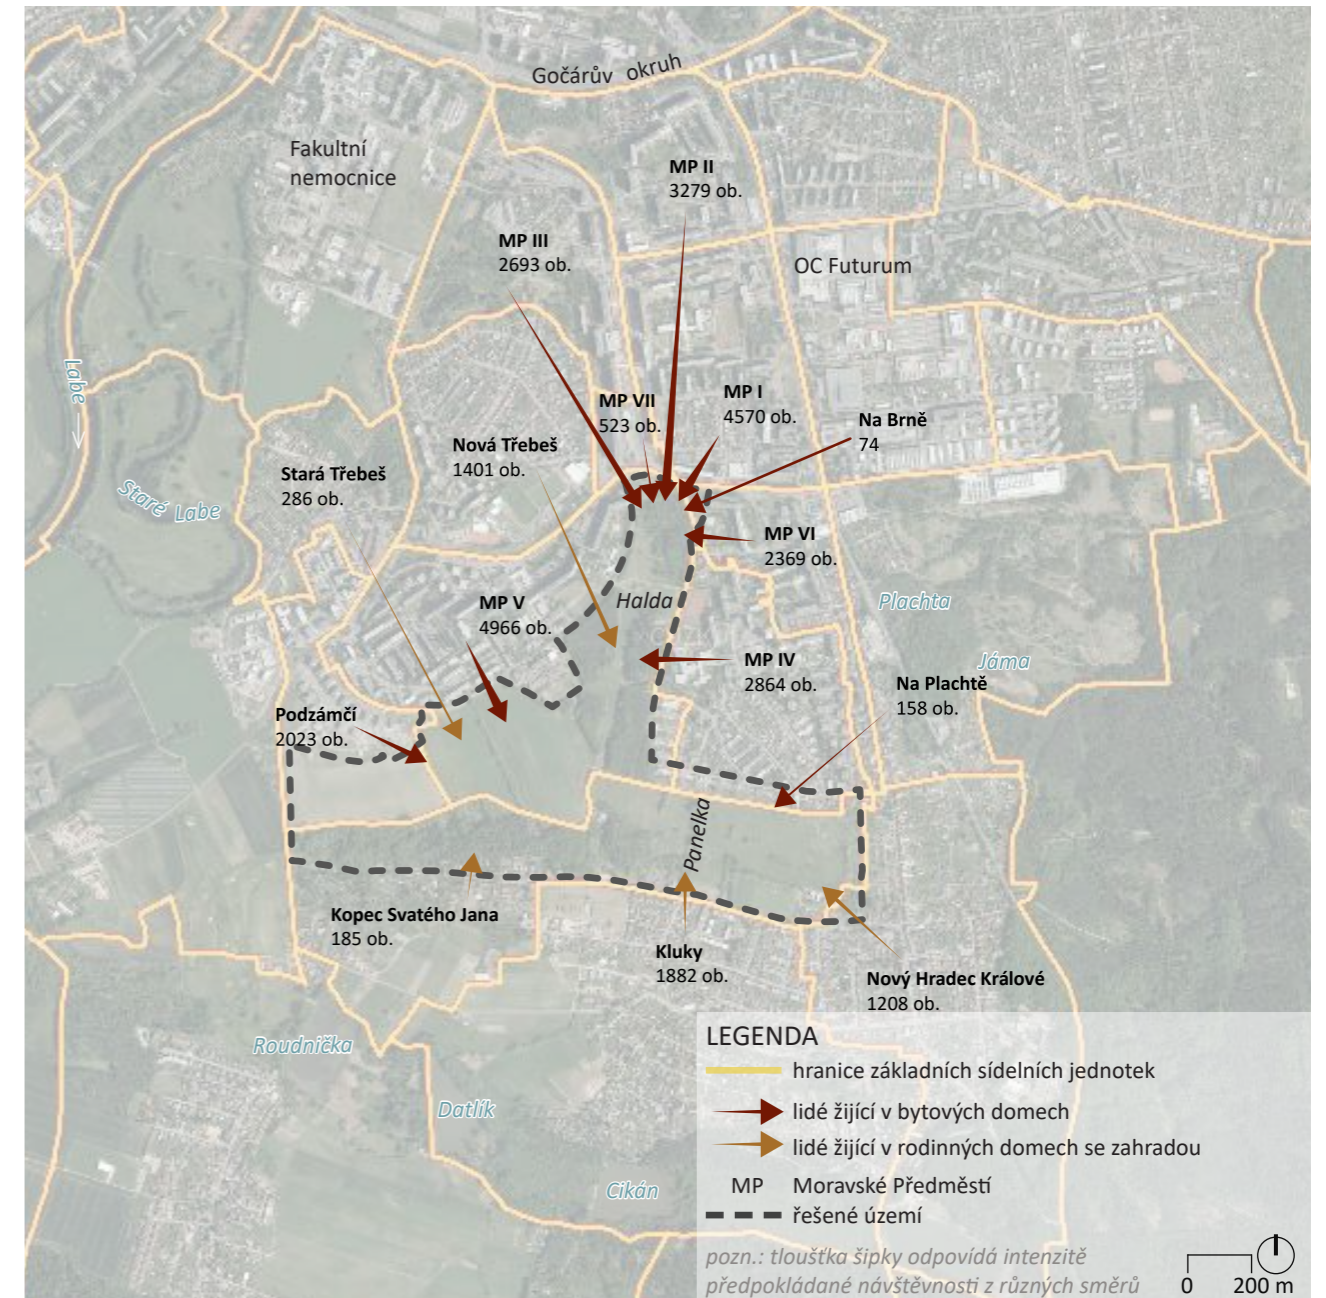 Gočárův okruh
Fakultní
nemocnice
MP II
3279 ob.
MP III
2693 ob.
OC Futurum
Labe
MP VII
523 ob.
MP I
4570 ob.
Na Brně
74
Nová Třebeš
1401 ob.
Stará Třebeš
286 ob.
Staré Labe
MP VI
2369 ob.
Halda
MP V
4966 ob.
Plachta
MP IV
2864 ob.
Jáma
Na Plachtě
158 ob.
Podzámčí
2023 ob.
Panelka
Kopec Svatého Jana
185 ob.
Kluky
1882 ob.
Nový Hradec Králové
1208 ob.
Roudnička
Datlík
Cikán
LEGENDA
hranice základních sídelních jednotek
lidé žijící v bytových domech
lidé žijící v rodinných domech se zahradou
MP Moravské Předměstí
řešené území
pozn.: tloušťka šipky odpovídá intenzitě
předpokládané návštěvnosti z různých směrů
0 200 m